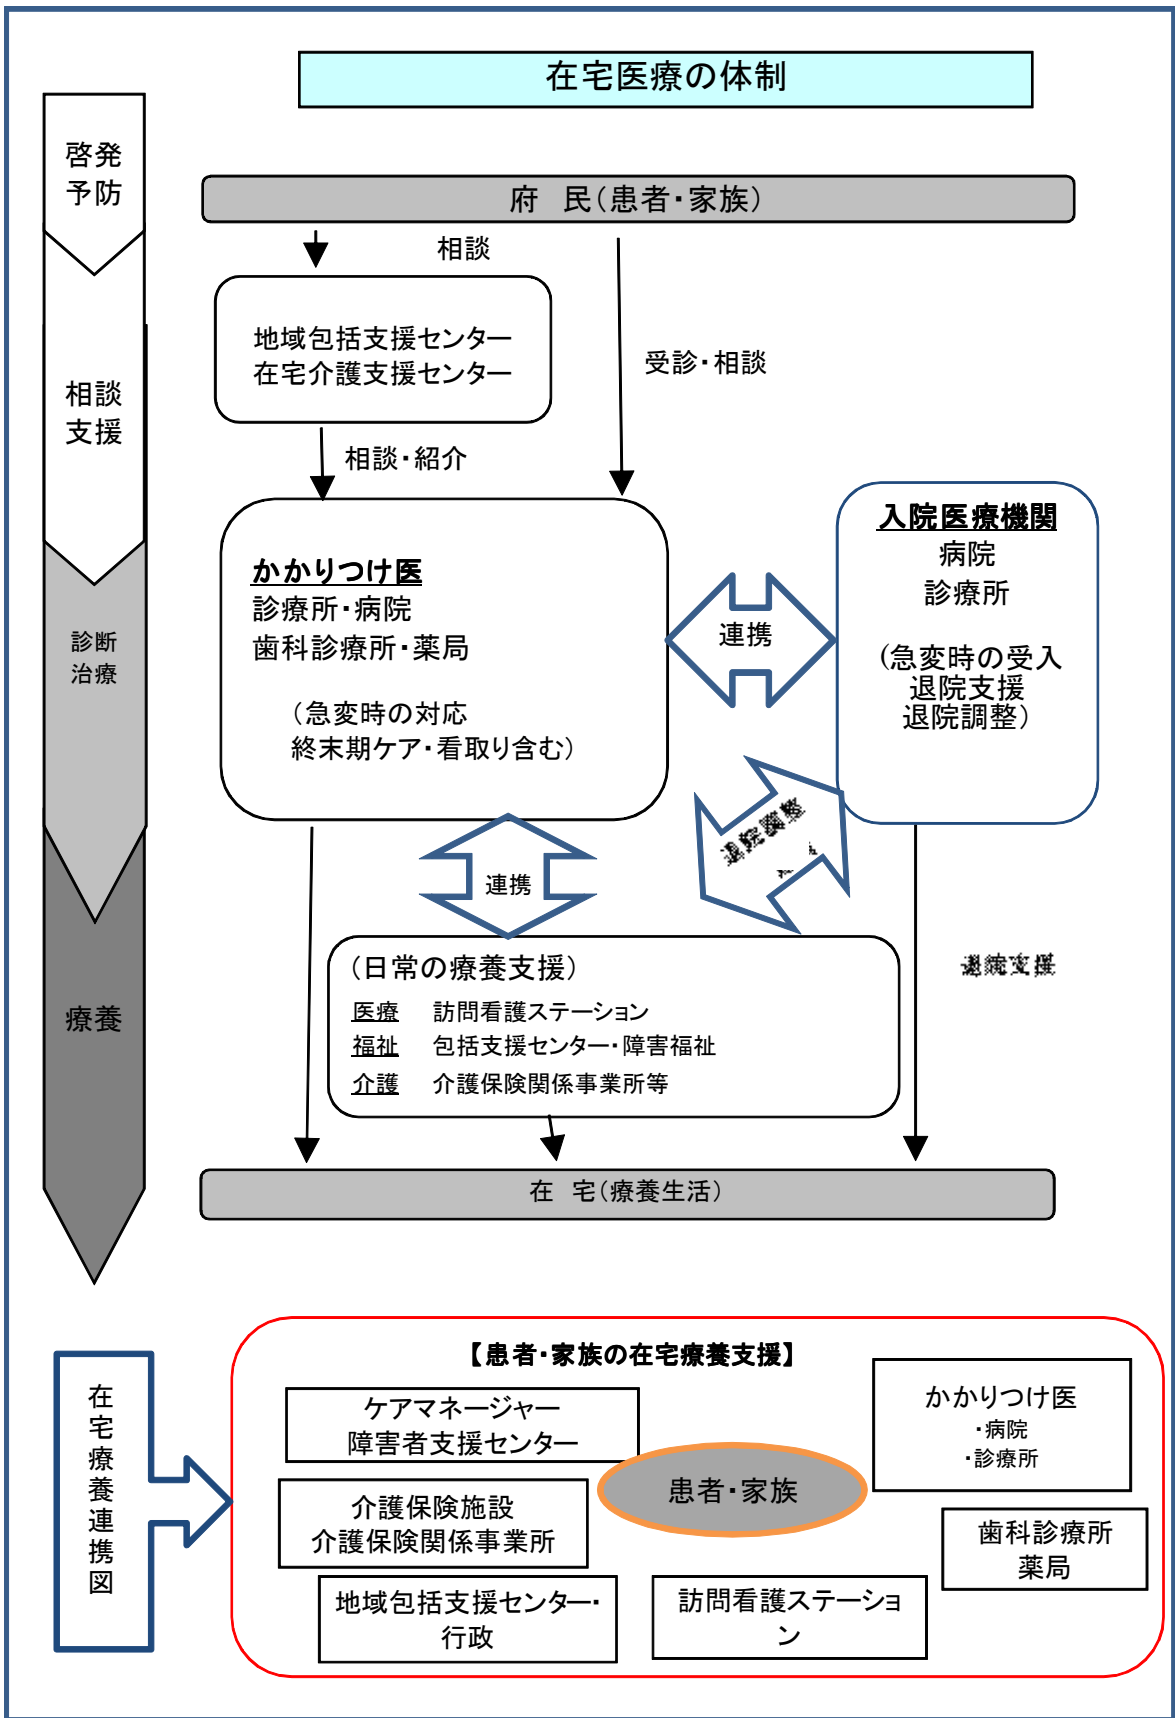 在宅医療の体制
啓発
予防
府　民(患者・家族)
相談
地域包括支援センター
在宅介護支援センター
受診・相談
相談
支援
相談・紹介
かかりつけ医
診療所・病院
歯科診療所・薬局
(急変時の対応
終末期ケア・看取り含む)
連携
入院医療機関
病院
診療所
(急変時の受入
退院支援
退院調整)
診断
治療
退院調整
連携
(日常の療養支援)
医療　訪問看護ステーション
福祉　包括支援センター・障害福祉
介護　介護保険関係事業所等
退院支援
療養
在　宅(療養生活)
在宅療養連携図
【患者・家族の在宅療養支援】
ケアマネージャー
障害者支援センター
かかりつけ医
・病院
・診療所
患者・家族
介護保険施設
介護保険関係事業所
歯科診療所
薬局
地域包括支援センター・
行政
訪問看護ステーショ
ン